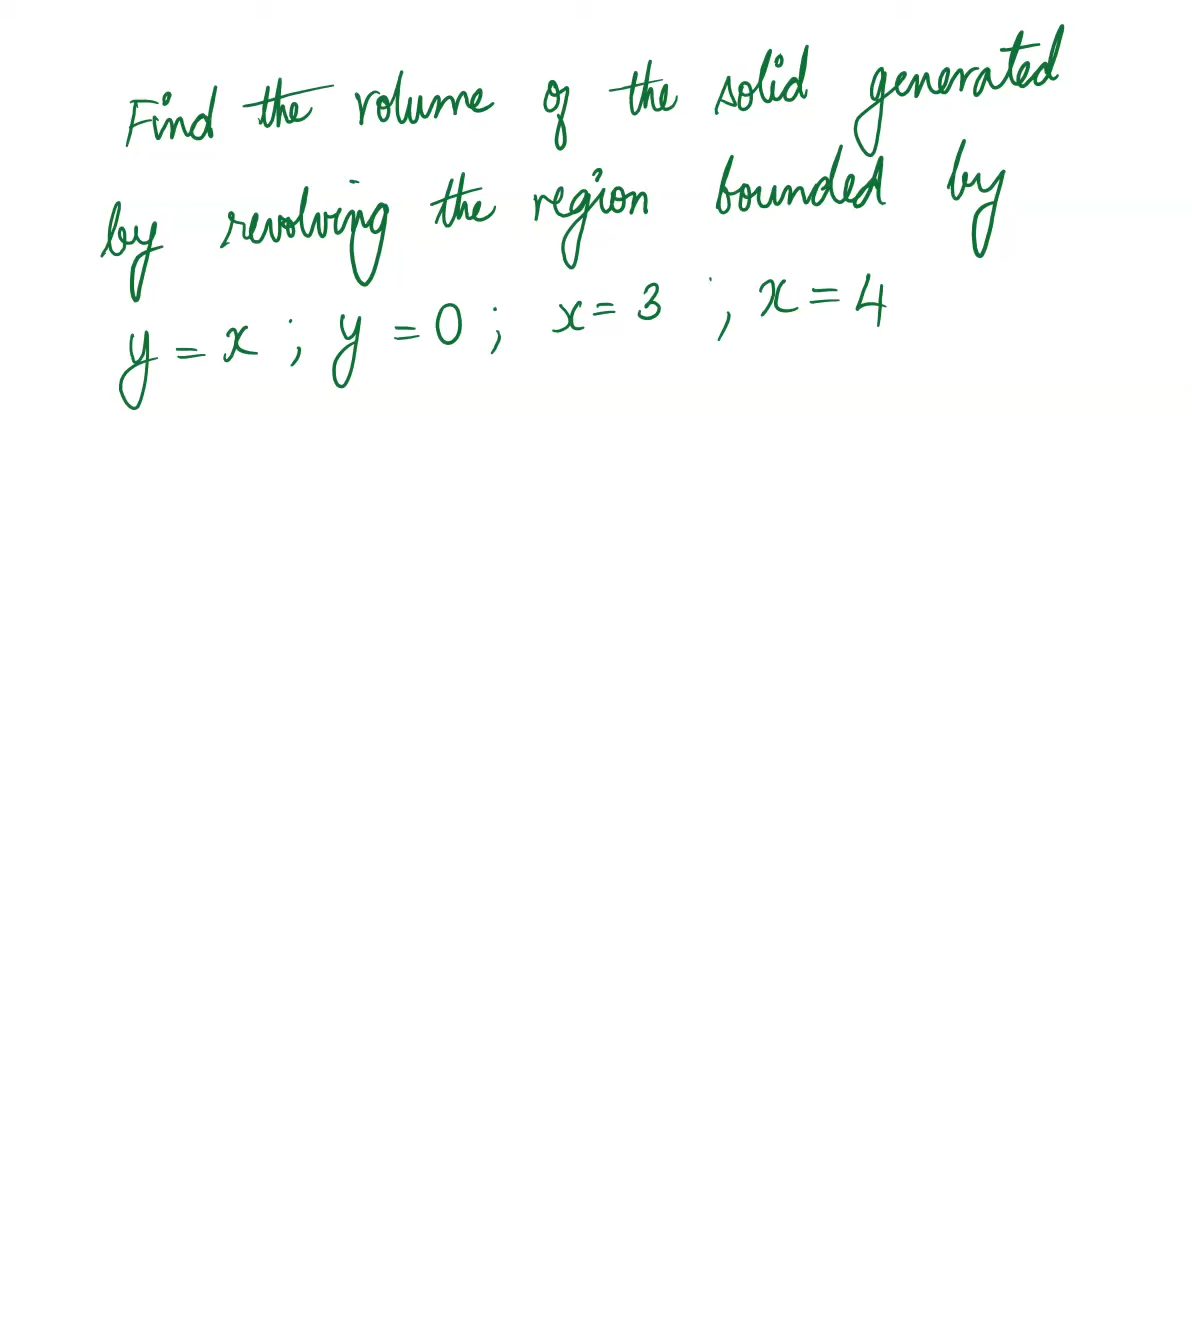 Find the volume of the solid generated
by revolving the region bounded by
y = x ; y = 0 ; x = 3 ; x = 4